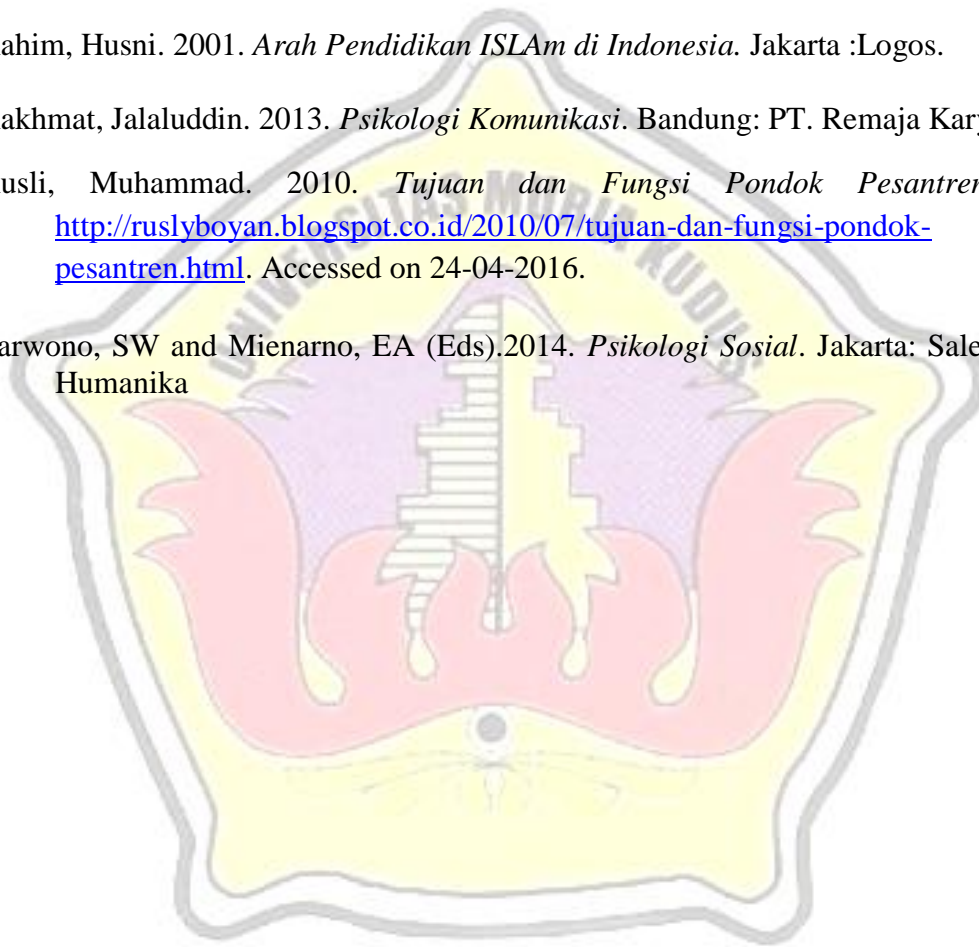 ahim, Husni. 2001. Arah Pendidikan ISLAm di Indonesia. Jakarta :Logos.
akhmat, Jalaluddin. 2013. Psikologi Komunikasi. Bandung: PT. Remaja Kary
usli, Muhammad. 2010. Tujuan dan Fungsi Pondok Pesantren
http://ruslyboyan.blogspot.co.id/2010/07/tujuan-dan-fungsi-pondok-
pesantren.html. Accessed on 24-04-2016.
UNIVERSITAS MURIA KUDUS
arwono, SW and Mienarno, EA (Eds).2014. Psikologi Sosial. Jakarta: Sale
Humanika